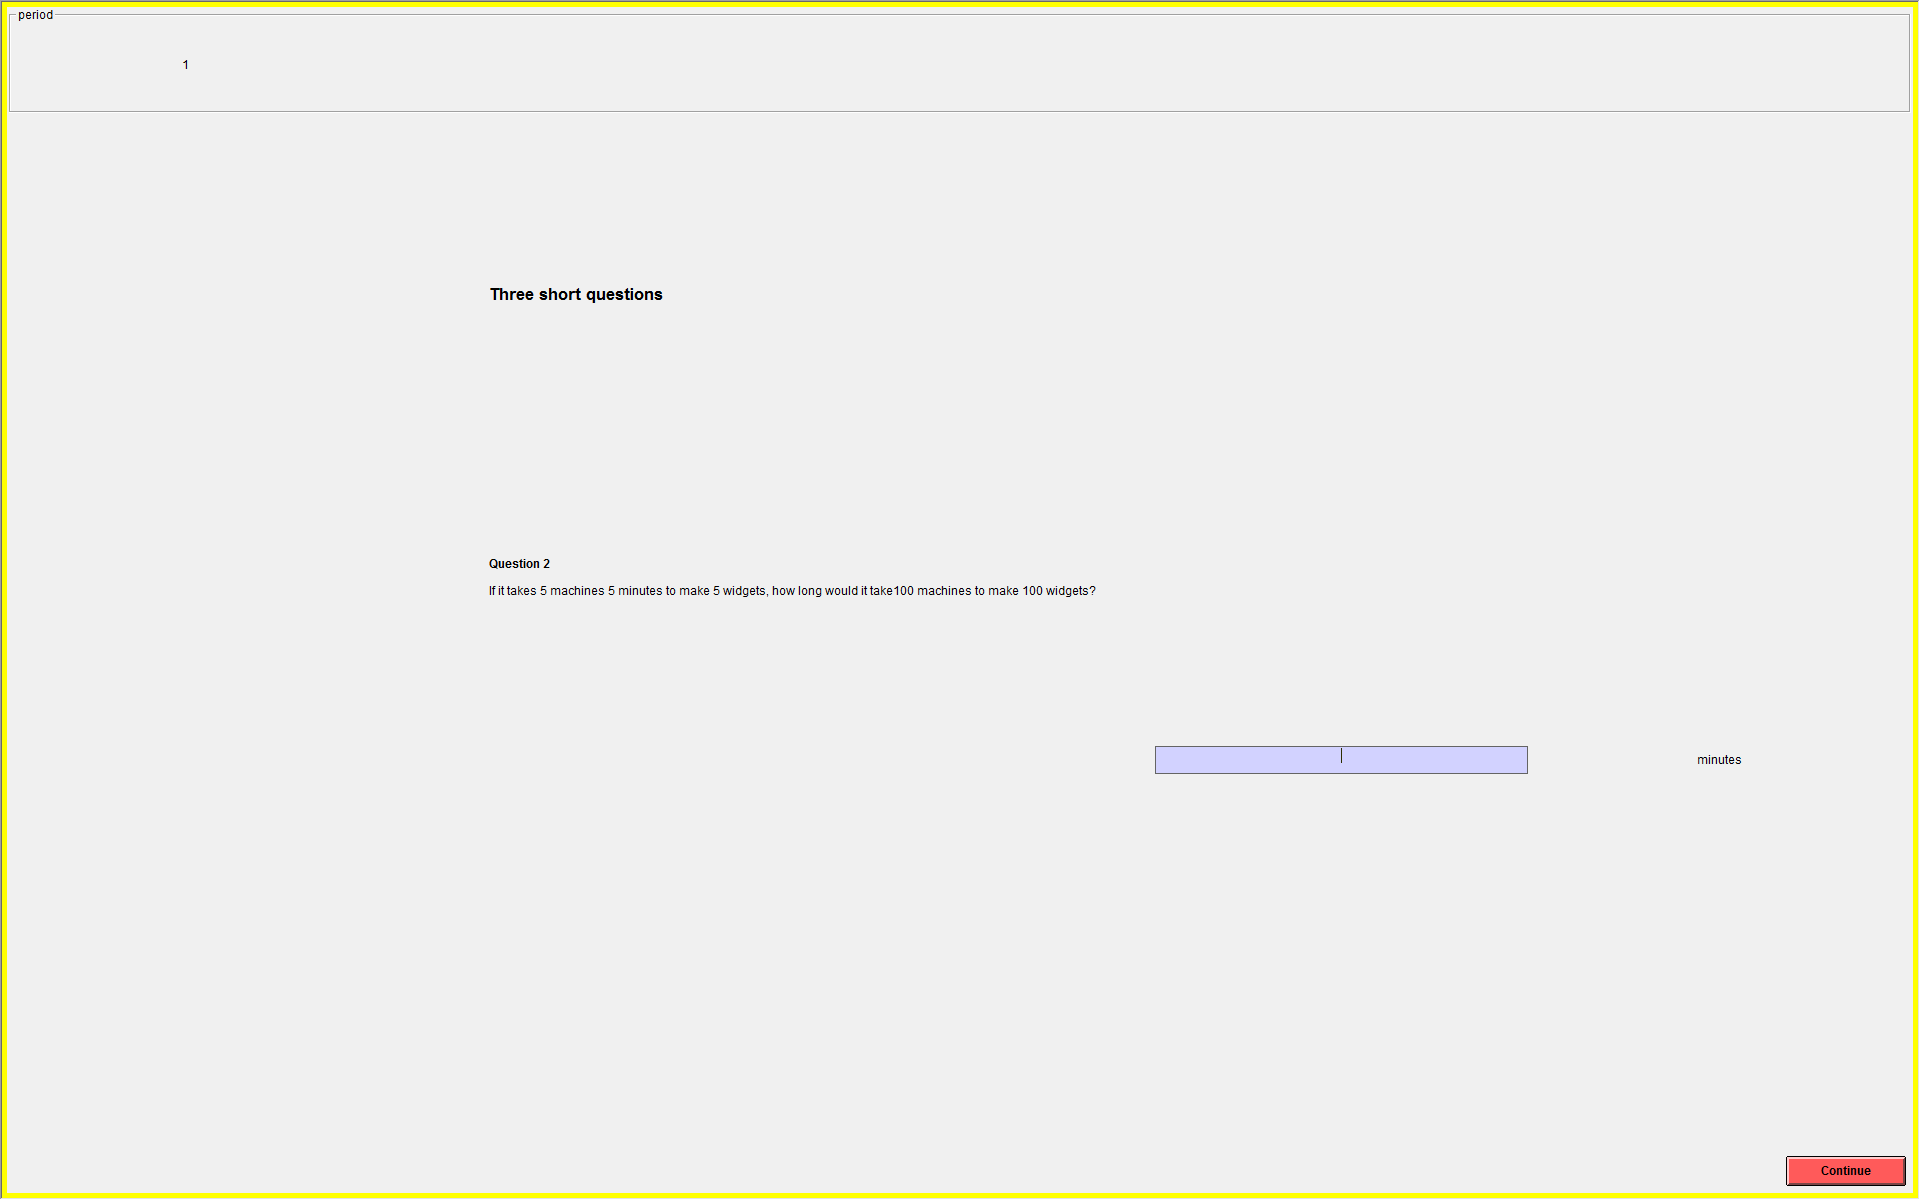 period
1
Three short questions
Question 2
If it takes 5 machines 5 minutes to make 5 widgets, how long would it take100 machines to make 100 widgets?
minutes
Continue